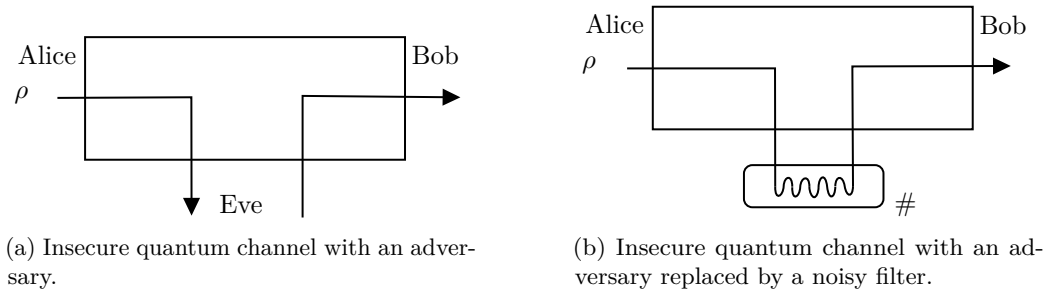 Alice
Bob
ρ
Eve
(a) Insecure quantum channel with an adver-
sary.
Alice
Bob
ρ
#
(b) Insecure quantum channel with an ad-
versary replaced by a noisy filter.